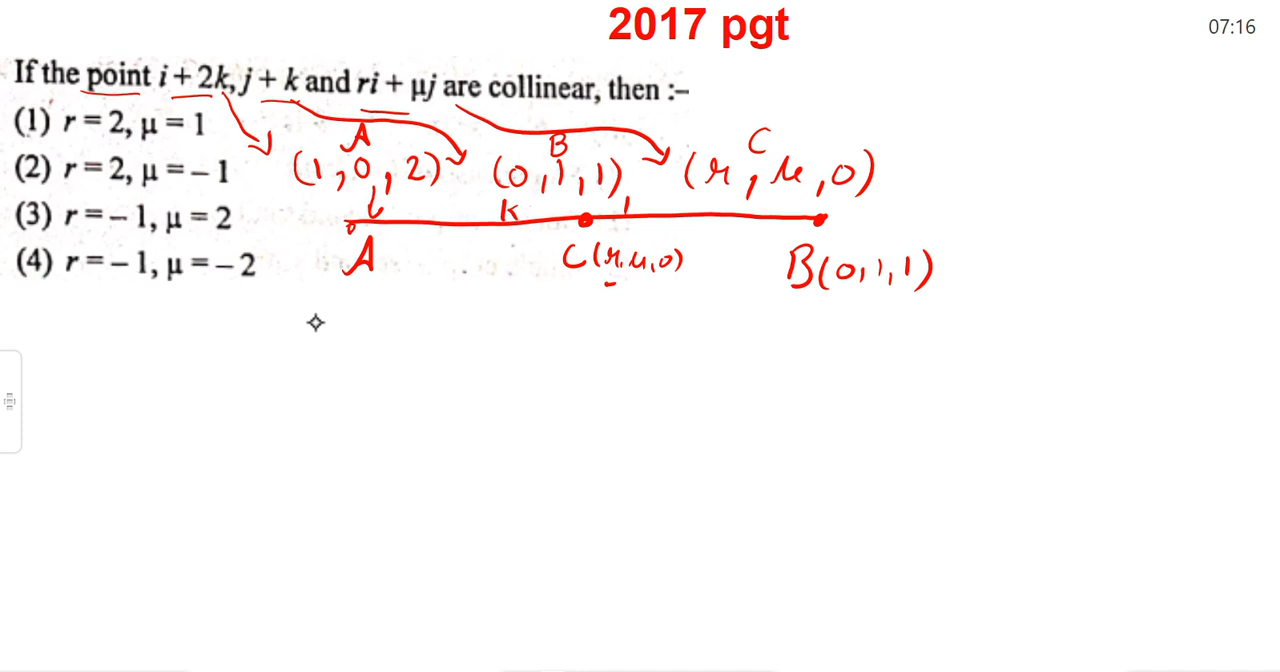 2017 pgt
07:16
If the point i + 2k, j + k and ri + μj are collinear, then :–
(1) r = 2, μ = 1
(2) r = 2, μ = – 1
(3) r = – 1, μ = 2
(4) r = – 1, μ = – 2
A B C
(1, 0, 2) (0, 1, 1), (r, μ, 0)
k 1
A C(r, μ, 0) B(0, 1, 1)